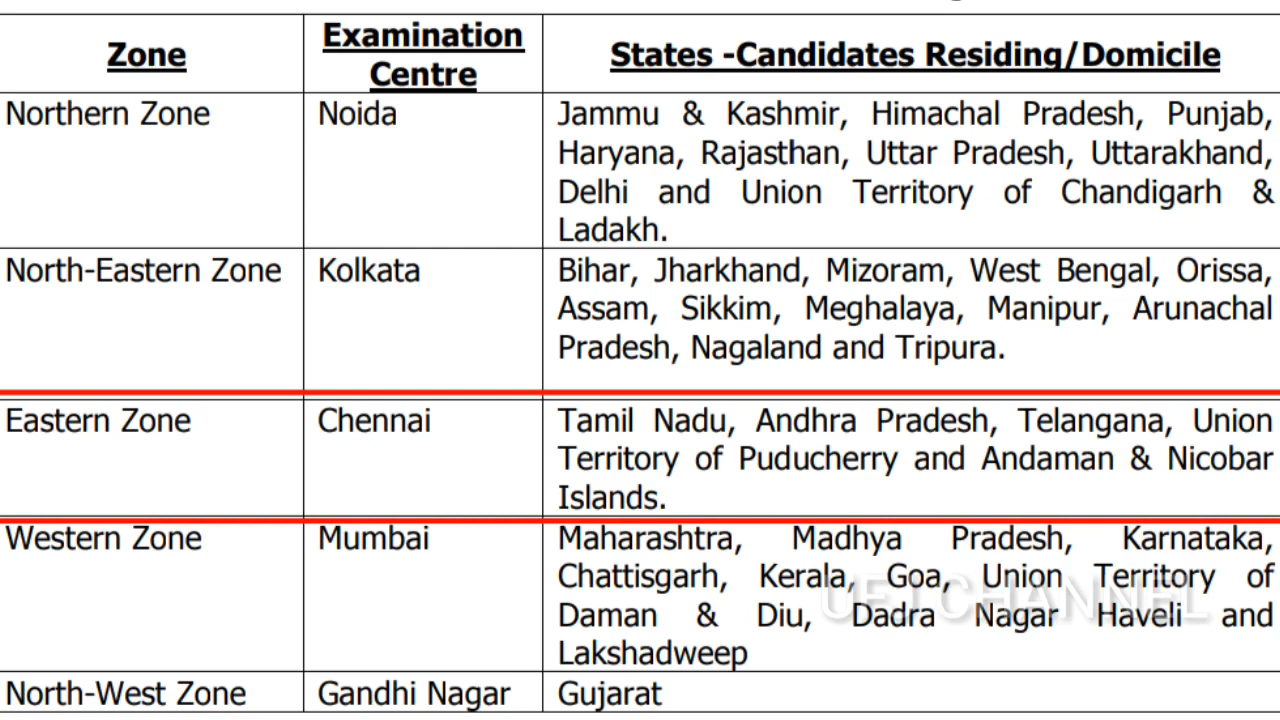 Zone
Examination
Centre
States -Candidates Residing/Domicile
Northern Zone
Noida
Jammu & Kashmir, Himachal Pradesh, Punjab,
Haryana, Rajasthan, Uttar Pradesh, Uttarakhand,
Delhi and Union Territory of Chandigarh &
Ladakh.
North-Eastern Zone
Kolkata
Bihar, Jharkhand, Mizoram, West Bengal, Orissa,
Assam, Sikkim, Meghalaya, Manipur, Arunachal
Pradesh, Nagaland and Tripura.
Eastern Zone
Chennai
Tamil Nadu, Andhra Pradesh, Telangana, Union
Territory of Puducherry and Andaman & Nicobar
Islands.
Western Zone
Mumbai
Maharashtra, Madhya Pradesh, Karnataka,
Chattisgarh, Kerala, Goa, Union Territory of
Daman & Diu, Dadra Nagar Haveli and
Lakshadweep
North-West Zone
Gandhi Nagar
Gujarat
CHANNEL